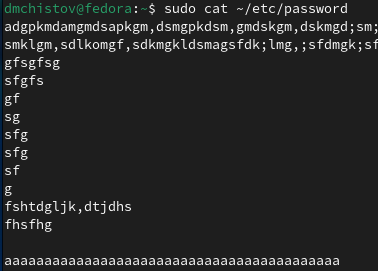 dmchistov@fedora:~$ sudo cat ~/etc/password
adgpkmdamgmdsapkgm,dsmgpkdsm,gmdskgm,dskmgd;sm;
smklgm,sdlkomgf,sdkmgkldsmagsfdk;lmg,;sfdmgk;sf
gfsgfsg
sfgfs
gf
sg
sfg
sfg
sf
g
fshtdgljk,dtjdhs
fhsfhg
aaaaaaaaaaaaaaaaaaaaaaaaaaaaaaaaaaaaaaaaaa